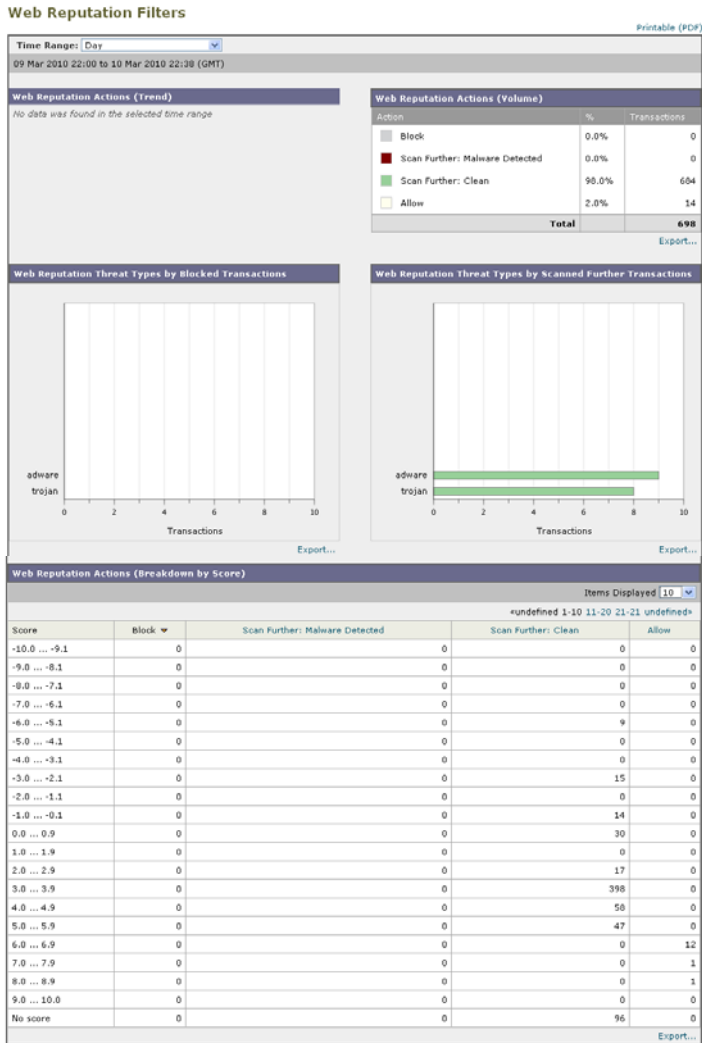 Web Reputation Filters
Printable (PDF)
Time Range: Day
09 Mar 2010 22:00 to 10 Mar 2010 22:38 (GMT)
Web Reputation Actions (Trend)
No data was found in the selected time range
Web Reputation Actions (Volume)
Action % Transactions
Block 0.0% 0
Scan Further: Malware Detected 0.0% 0
Scan Further: Clean 98.0% 684
Allow 2.0% 14
Total 698
Export...
Web Reputation Threat Types by Blocked Transactions
adware
trojan
0 2 4 6 8 10
Transactions
Export...
Web Reputation Threat Types by Scanned Further Transactions
adware
trojan
0 2 4 6 8 10
Transactions
Export...
Web Reputation Actions (Breakdown by Score)
Items Displayed 10
«undefined 1-10 11-20 21-21 undefined»
Score Block Scan Further: Malware Detected Scan Further: Clean Allow
-10.0 ... -9.1 0 0 0 0
-9.0 ... -8.1 0 0 0 0
-8.0 ... -7.1 0 0 0 0
-7.0 ... -6.1 0 0 0 0
-6.0 ... -5.1 0 0 9 0
-5.0 ... -4.1 0 0 0 0
-4.0 ... -3.1 0 0 0 0
-3.0 ... -2.1 0 0 15 0
-2.0 ... -1.1 0 0 0 0
-1.0 ... -0.1 0 0 14 0
0.0 ... 0.9 0 0 30 0
1.0 ... 1.9 0 0 0 0
2.0 ... 2.9 0 0 17 0
3.0 ... 3.9 0 0 398 0
4.0 ... 4.9 0 0 58 0
5.0 ... 5.9 0 0 47 0
6.0 ... 6.9 0 0 0 12
7.0 ... 7.9 0 0 0 1
8.0 ... 8.9 0 0 0 1
9.0 ... 10.0 0 0 0 0
No score 0 0 96 0
Export...